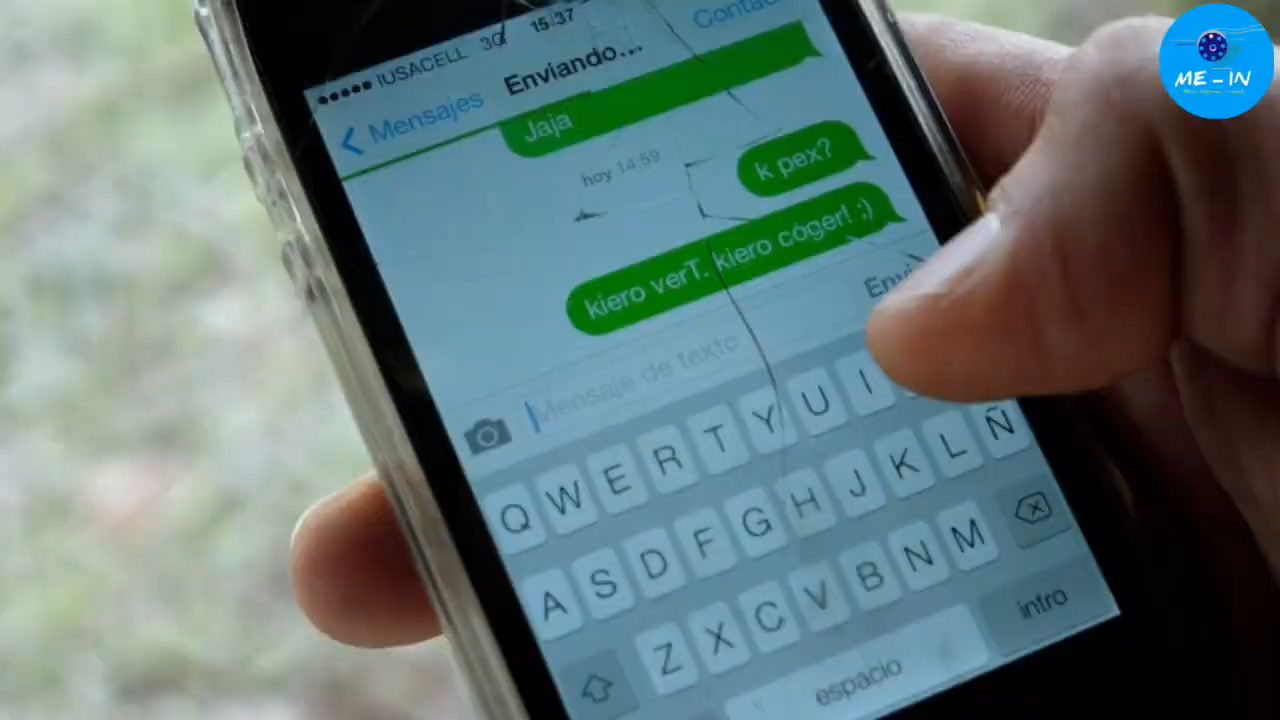 IUSACELL 3G 15:37
Mensajes
Enviando...
Jaja
hoy 14:59
k pex?
kiero verT. kiero cóger! ;)
Mensaje de texto
Q W E R T Y U I
A S D F G H J K L Ñ
Z X C V B N M
espacio
intro
ME-IN